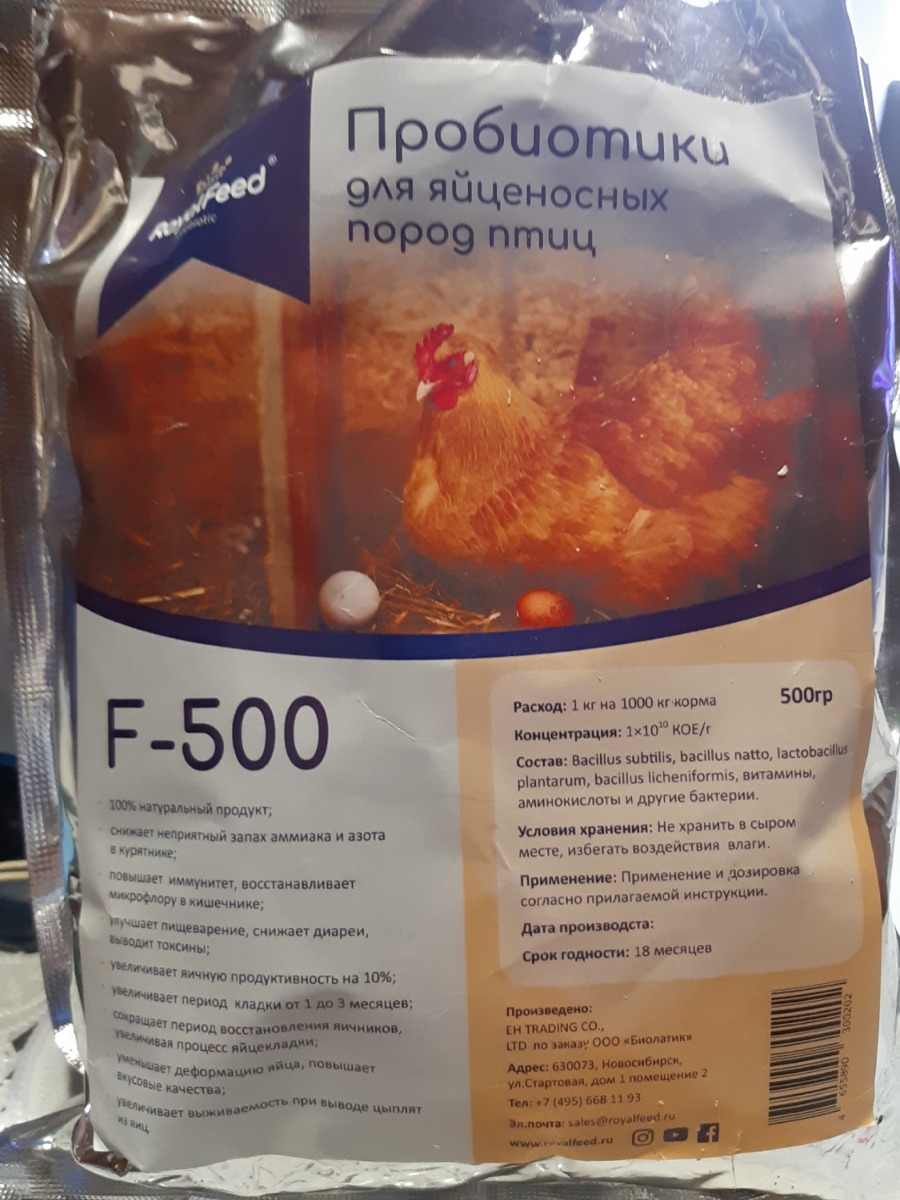 Пробиотики
для яйценосных
пород птиц
RoyalFeed®
F-500
100% натуральный продукт;
снижает неприятный запах аммиака и азота
в курятнике;
повышает иммунитет, восстанавливает
микрофлору в кишечнике;
улучшает пищеварение, снижает диареи,
выводит токсины;
увеличивает яичную продуктивность на 10%;
увеличивает период кладки от 1 до 3 месяцев;
сокращает период восстановления яичников,
увеличивая процесс яйцекладки;
уменьшает деформацию яйца, повышает
вкусовые качества;
увеличивает выживаемость при выводе цыплят
из яиц.
Расход: 1 кг на 1000 кг корма
500гр
Концентрация: 1×10¹⁰ КОЕ/г
Состав: Bacillus subtilis, bacillus natto, lactobacillus
plantarum, bacillus licheniformis, витамины,
аминокислоты и другие бактерии.
Условия хранения: Не хранить в сыром
месте, избегать воздействия влаги.
Применение: Применение и дозировка
согласно прилагаемой инструкции.
Дата производста:
Срок годности: 18 месяцев
Произведено:
EH TRADING CO.,
LTD по заказу ООО «Биолатик»
Адрес: 630073, Новосибирск,
ул.Стартовая, дом 1 помещение 2
Тел: +7 (495) 668 11 93
Эл.почта: sales@royalfeed.ru
www.royalfeed.ru
4 655890 300202